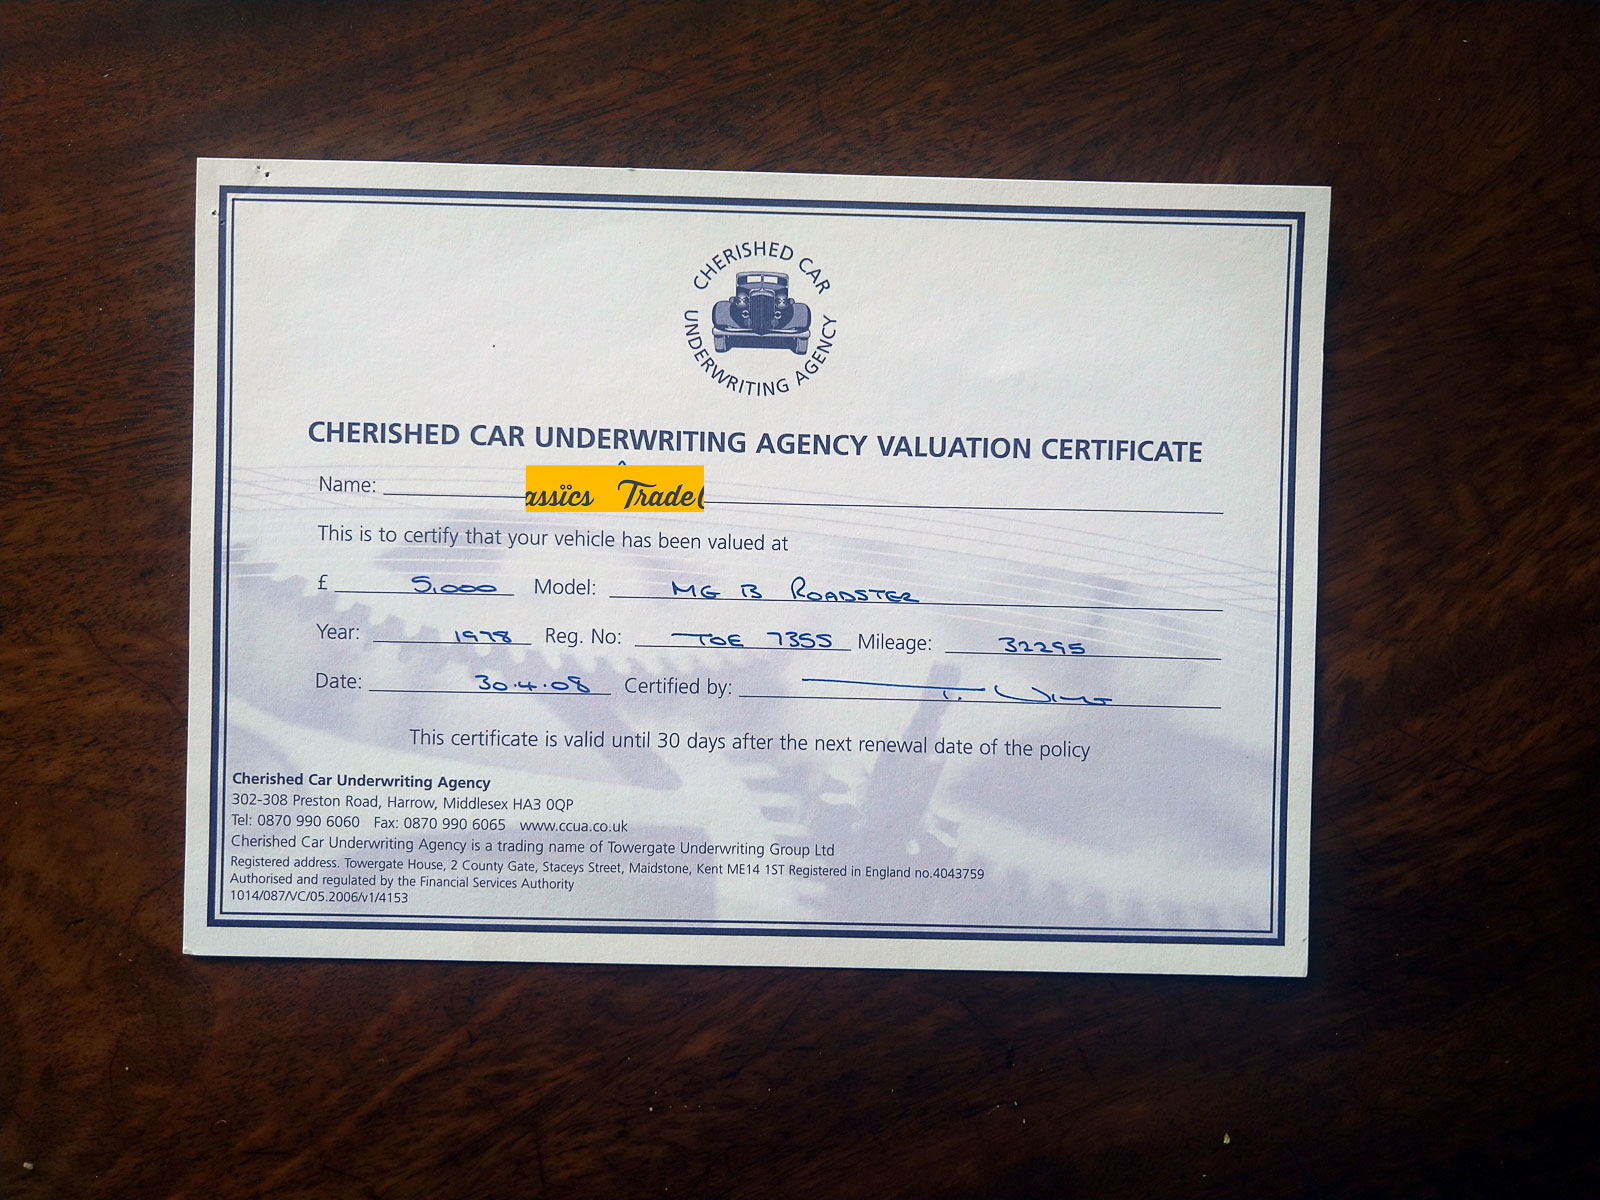 CHERISHED CAR
UNDERWRITING AGENCY
CHERISHED CAR UNDERWRITING AGENCY VALUATION CERTIFICATE
Name: assïcs Trade
This is to certify that your vehicle has been valued at
£ 5,000 Model: MG B ROADSTER
Year: 1978 Reg. No: TOE 735S Mileage: 32295
Date: 30.4.08 Certified by: T.
This certificate is valid until 30 days after the next renewal date of the policy
Cherished Car Underwriting Agency
302-308 Preston Road, Harrow, Middlesex HA3 0QP
Tel: 0870 990 6060 Fax: 0870 990 6065 www.ccua.co.uk
Cherished Car Underwriting Agency is a trading name of Towergate Underwriting Group Ltd
Registered address. Towergate House, 2 County Gate, Staceys Street, Maidstone, Kent ME14 1ST Registered in England no.4043759
Authorised and regulated by the Financial Services Authority
1014/087/VC/05.2006/v1/4153